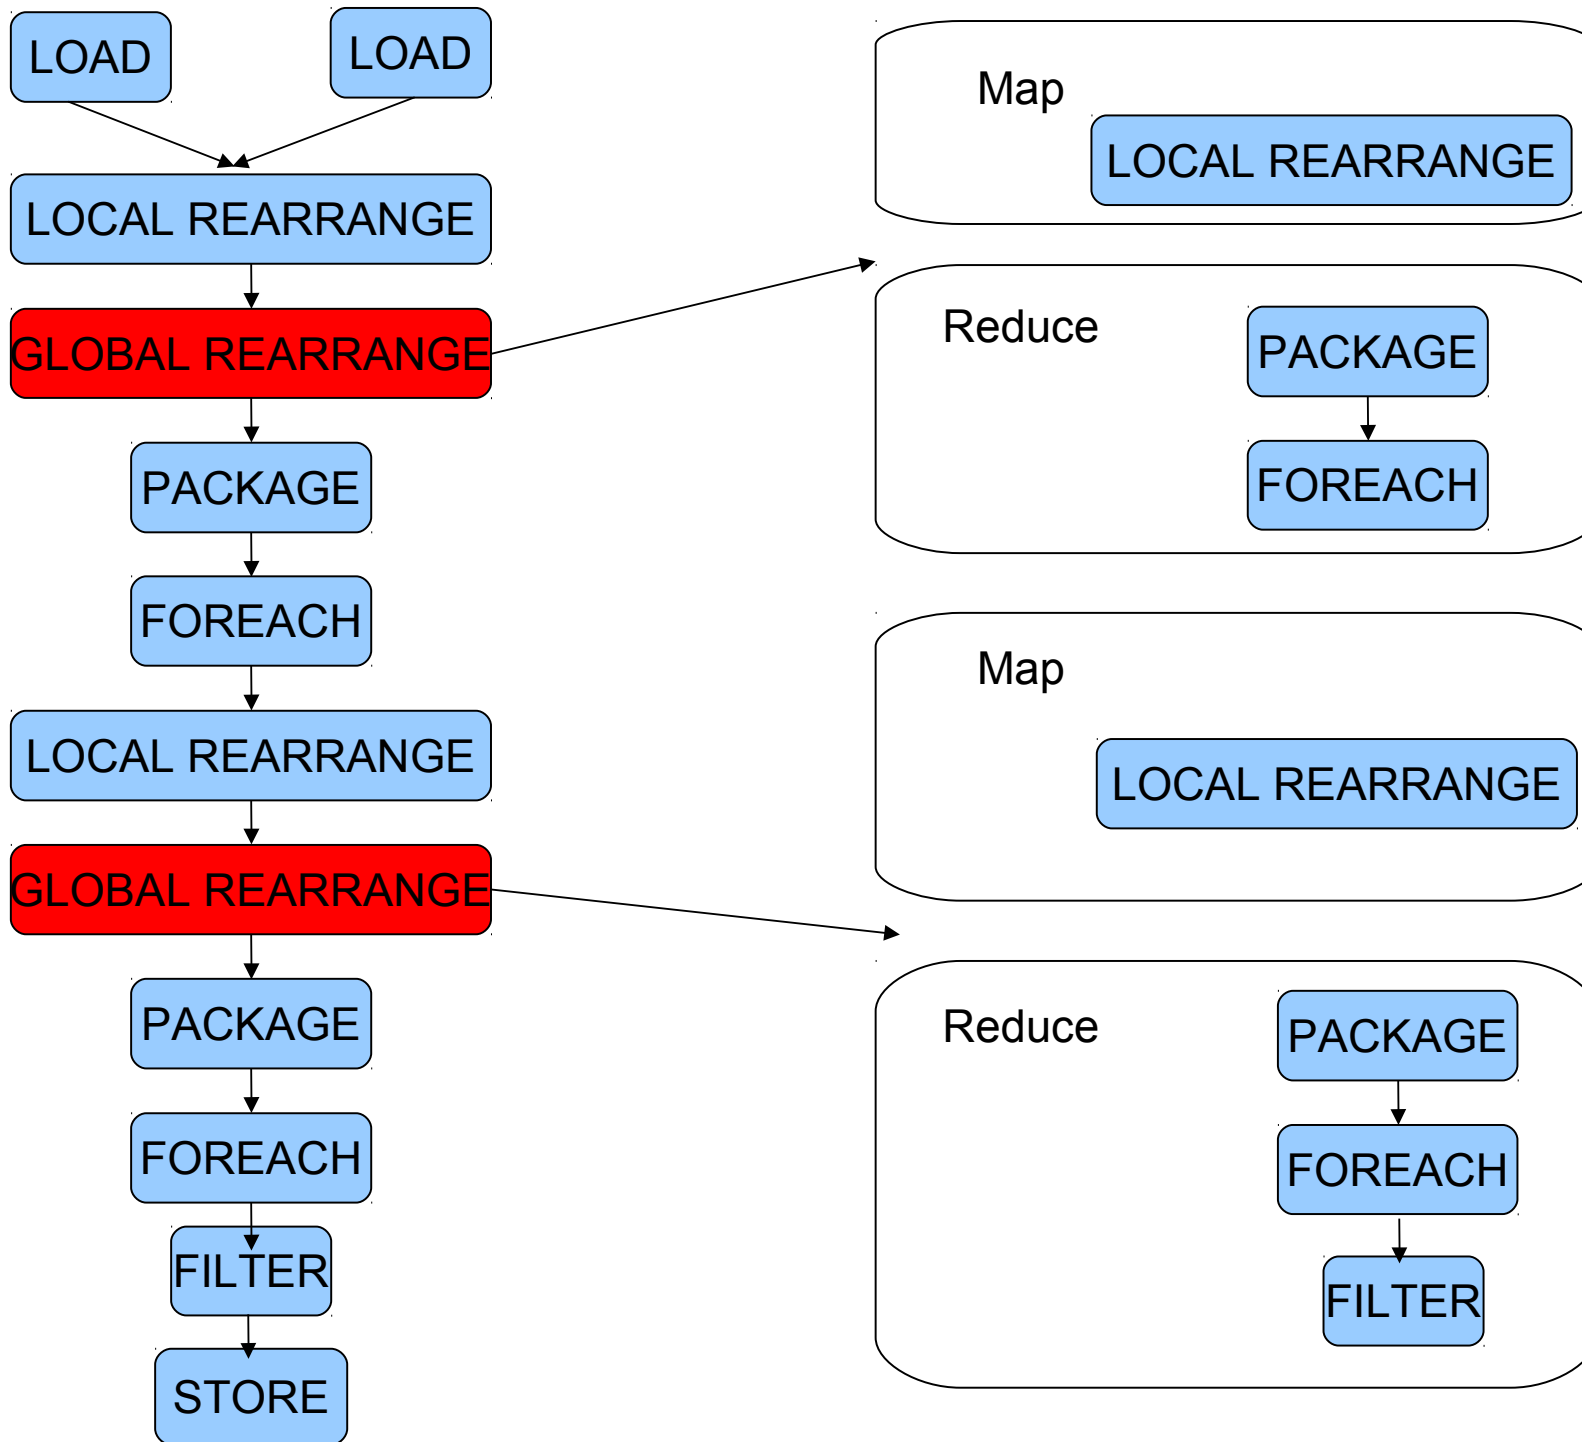 LOAD
LOAD
LOCAL REARRANGE
GLOBAL REARRANGE
PACKAGE
FOREACH
LOCAL REARRANGE
GLOBAL REARRANGE
PACKAGE
FOREACH
FILTER
STORE
Map
LOCAL REARRANGE
Reduce
PACKAGE
FOREACH
Map
LOCAL REARRANGE
Reduce
PACKAGE
FOREACH
FILTER